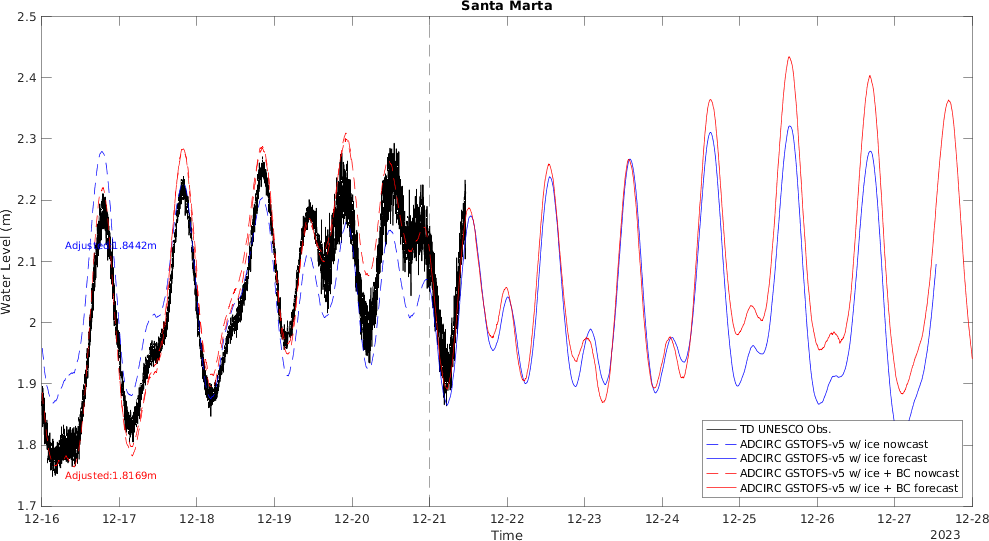 Santa Marta
2.5
2.4
2.3
2.2
2.1
2
1.9
1.8
1.7
Water Level (m)
Adjusted:1.8442m
Adjusted:1.8169m
TD UNESCO Obs.
ADCIRC GSTOFS-v5 w/ ice nowcast
ADCIRC GSTOFS-v5 w/ ice forecast
ADCIRC GSTOFS-v5 w/ ice + BC nowcast
ADCIRC GSTOFS-v5 w/ ice + BC forecast
12-16 12-17 12-18 12-19 12-20 12-21 12-22 12-23 12-24 12-25 12-26 12-27 12-28
Time
2023